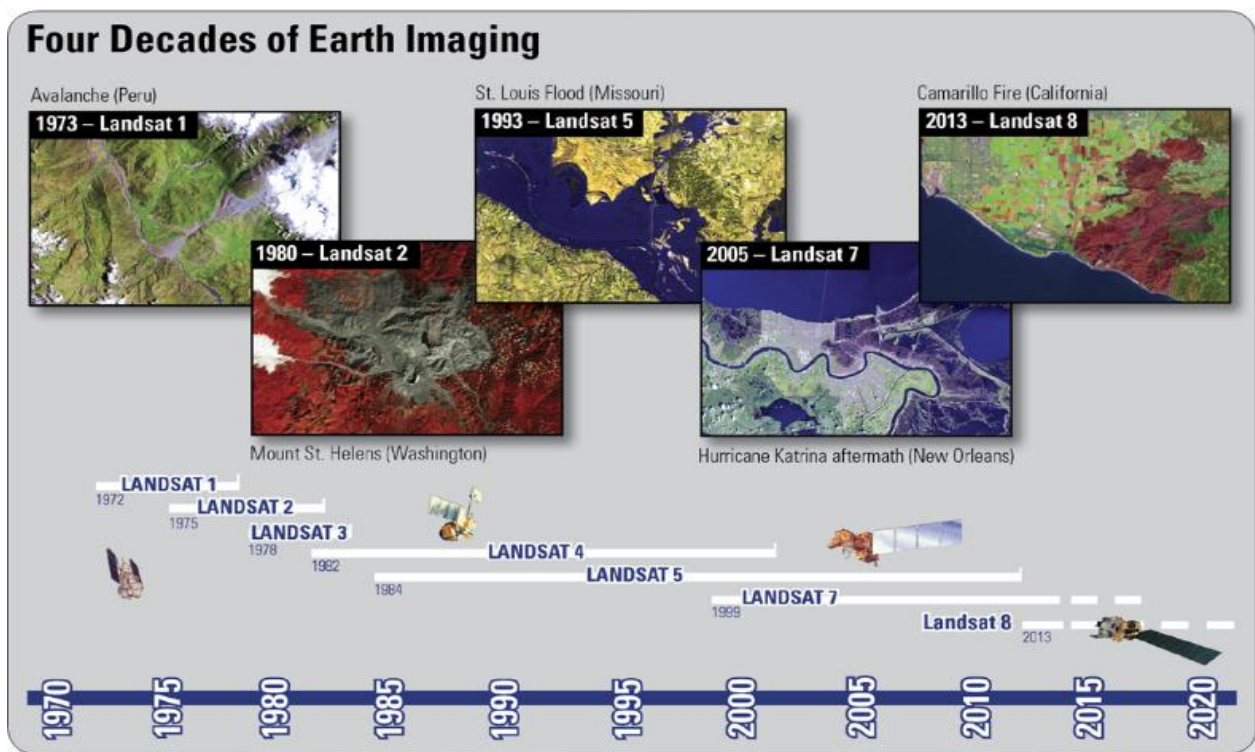 Four Decades of Earth Imaging
Avalanche (Peru)
1973 – Landsat 1
St. Louis Flood (Missouri)
1993 – Landsat 5
Camarillo Fire (California)
2013 – Landsat 8
1980 – Landsat 2
Mount St. Helens (Washington)
2005 – Landsat 7
Hurricane Katrina aftermath (New Orleans)
LANDSAT 1
1972
LANDSAT 2
1975
LANDSAT 3
1978
LANDSAT 4
1982
LANDSAT 5
1984
LANDSAT 7
1999
Landsat 8
2013
1970
1975
1980
1985
1990
1995
2000
2005
2010
2015
2020